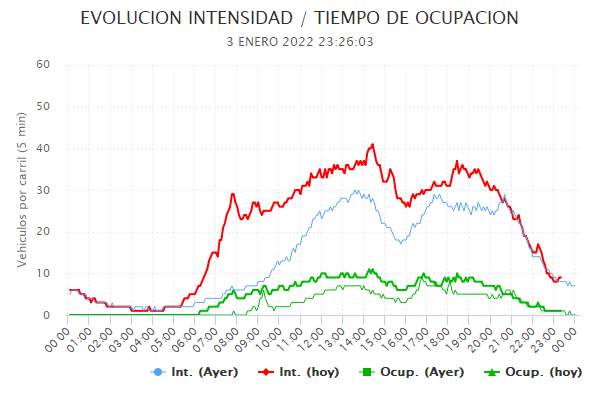 EVOLUCION INTENSIDAD / TIEMPO DE OCUPACION
3 ENERO 2022 23:26:03
Vehiculos por carril (5 min)
60
50
40
30
20
10
0
00:00 01:00 02:00 03:00 04:00 05:00 06:00 07:00 08:00 09:00 10:00 11:00 12:00 13:00 14:00 15:00 16:00 17:00 18:00 19:00 20:00 21:00 22:00 23:00 00:00
Int. (Ayer) Int. (hoy) Ocup. (Ayer) Ocup. (hoy)